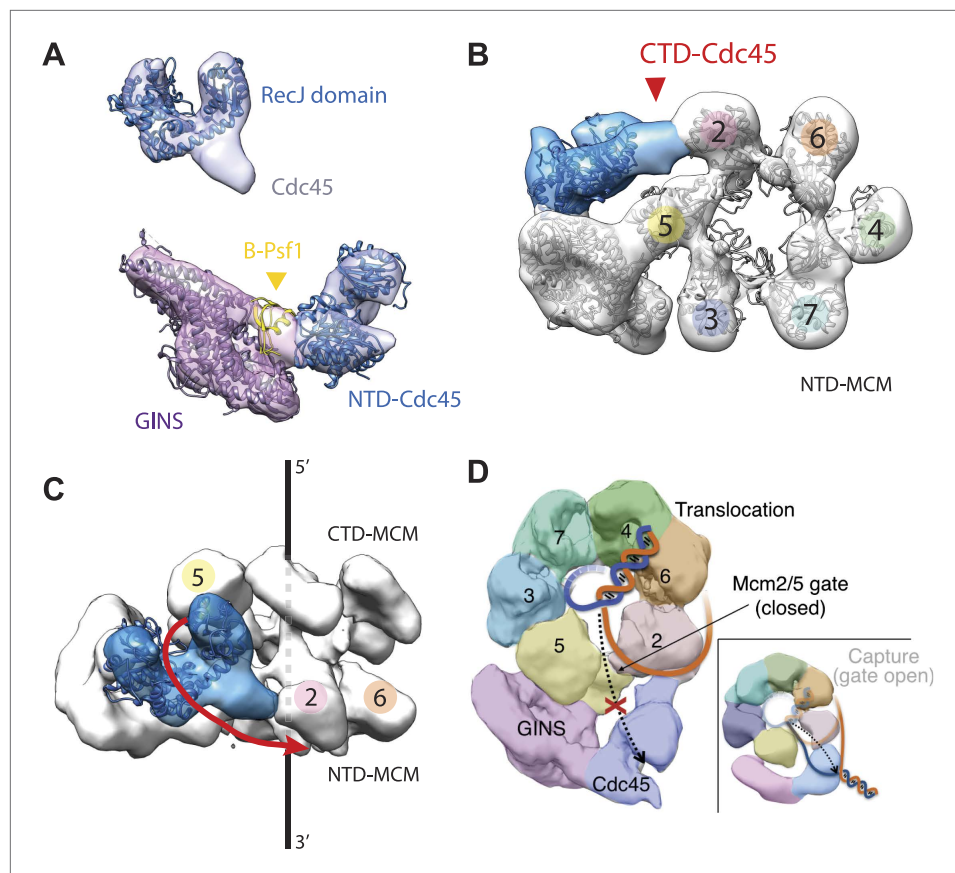 A
RecJ domain
Cdc45
B-Psf1
GINS
NTD-Cdc45
B
CTD-Cdc45
2
6
5
4
3
7
NTD-MCM
C
5′
CTD-MCM
5
2
6
NTD-MCM
3′
D
Translocation
7
4
Mcm2/5 gate
(closed)
3
6
5
2
Capture
(gate open)
GINS
Cdc45